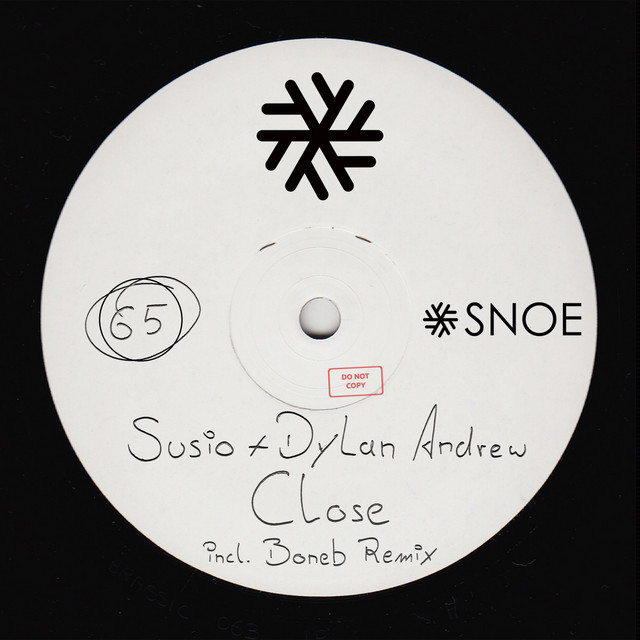 65
SNOE
DO NOT
COPY
Susio + Dylan Andrew
Close
incl. Boneb Remix